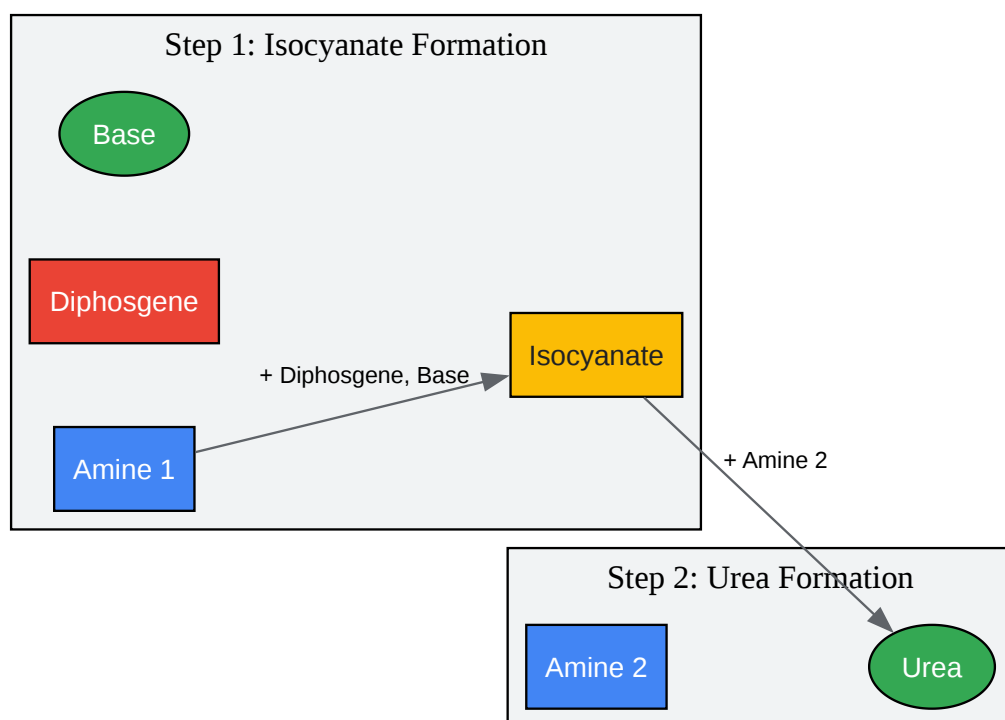 Step 1: Isocyanate Formation
Base
Diphosgene
Isocyanate
+ Diphosgene, Base
Amine 1
+ Amine 2
Step 2: Urea Formation
Amine 2
Urea